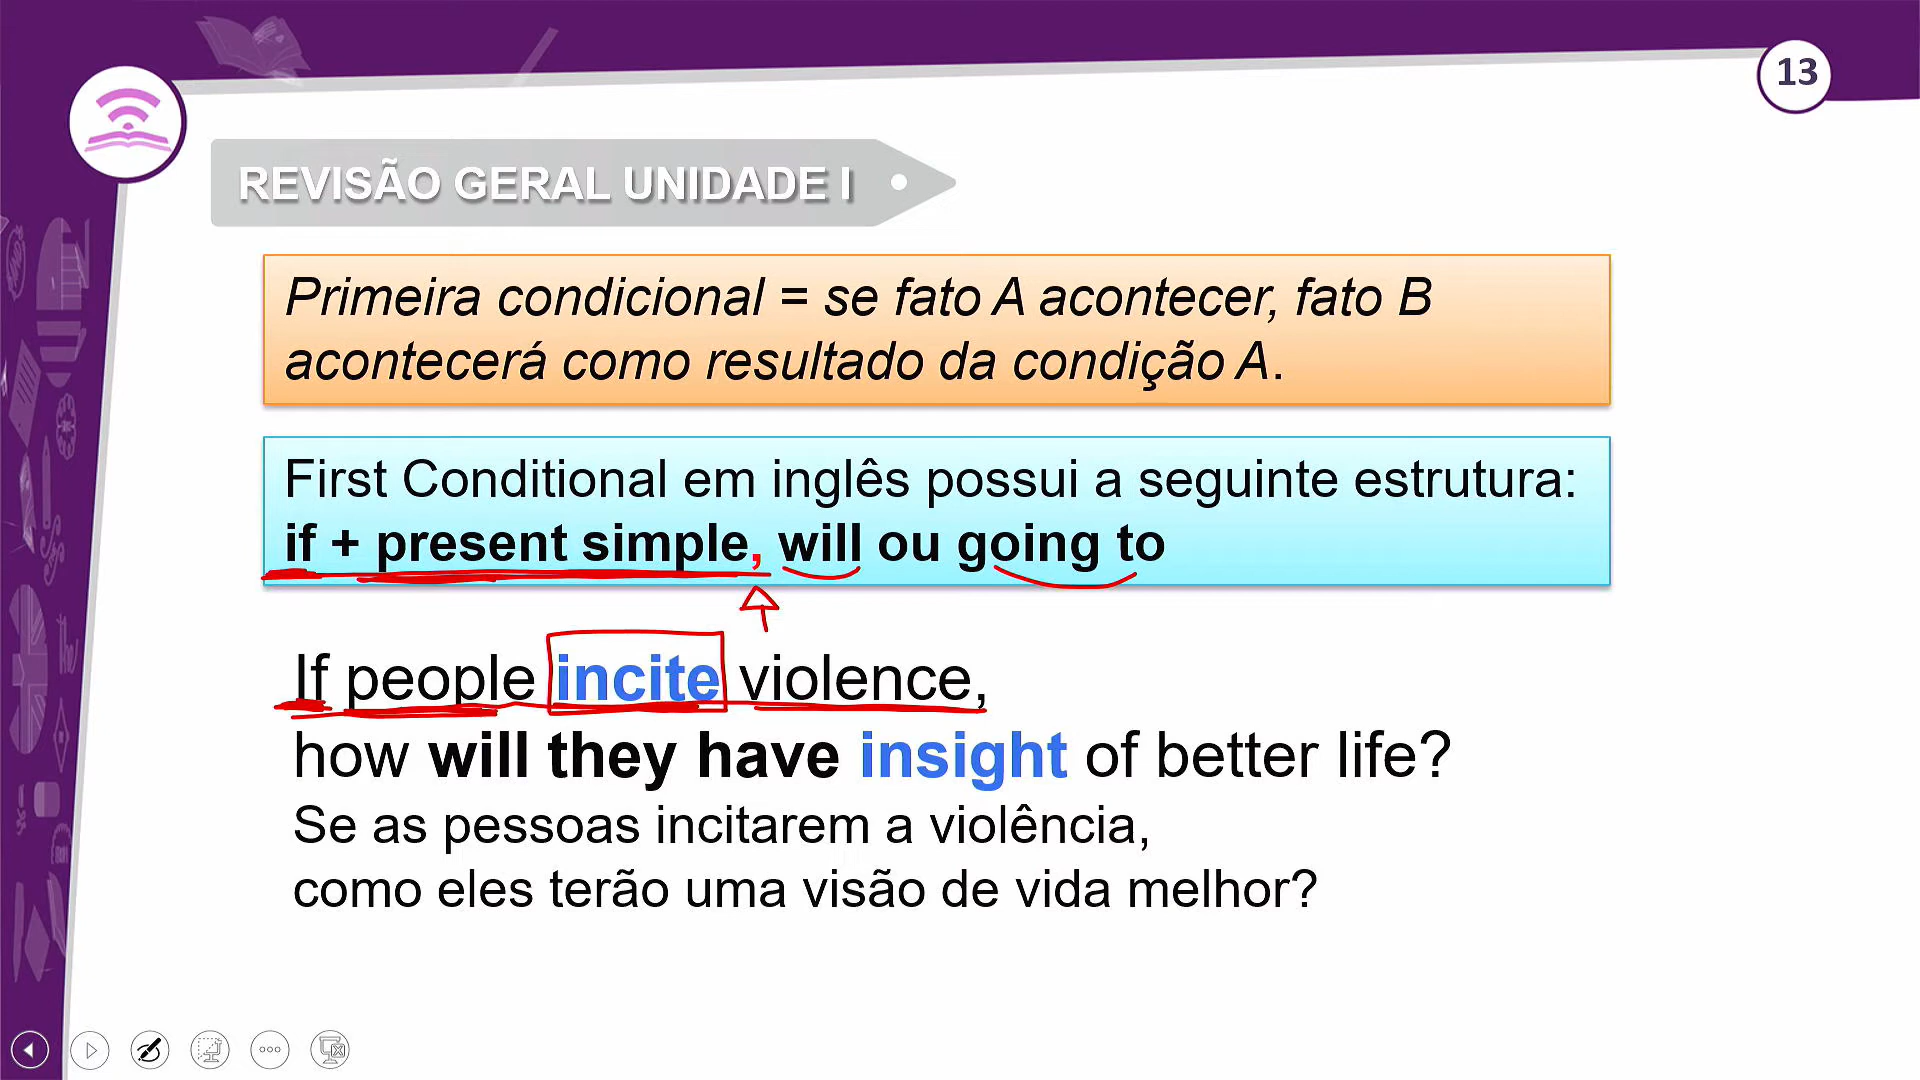 13
REVISÃO GERAL UNIDADE I
Primeira condicional = se fato A acontecer, fato B
acontecerá como resultado da condição A.
First Conditional em inglês possui a seguinte estrutura:
if + present simple, will ou going to
If people incite violence,
how will they have insight of better life?
Se as pessoas incitarem a violência,
como eles terão uma visão de vida melhor?